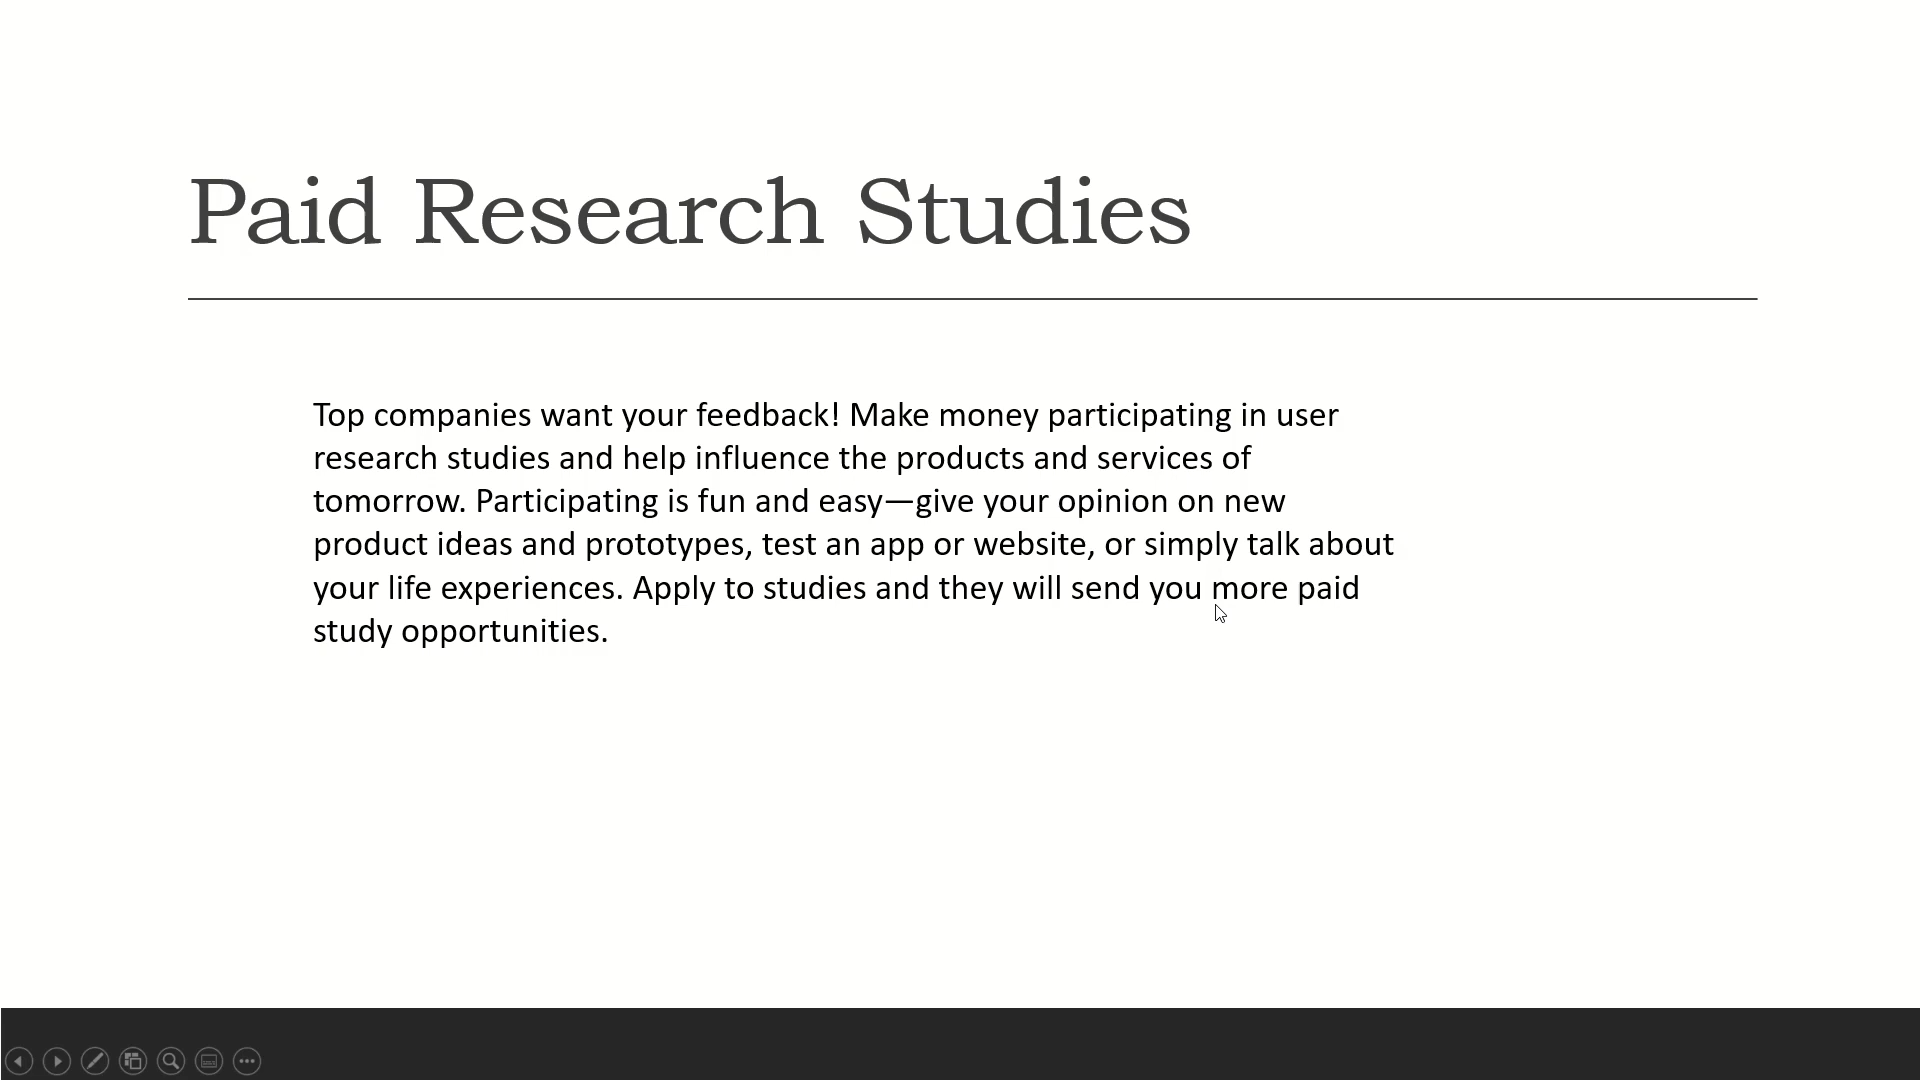 Paid Research Studies
Top companies want your feedback! Make money participating in user
research studies and help influence the products and services of
tomorrow. Participating is fun and easy—give your opinion on new
product ideas and prototypes, test an app or website, or simply talk about
your life experiences. Apply to studies and they will send you more paid
study opportunities.